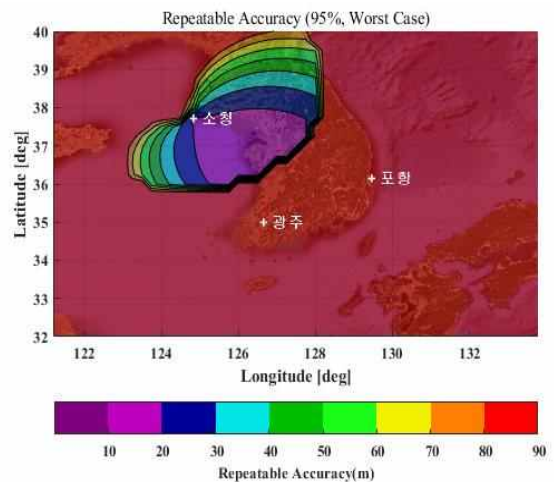 Repeatable Accuracy (95%, Worst Case)
40
39
38
37
36
35
34
33
32
Latitude [deg]
소청
포항
광주
122 124 126 128 130 132
Longitude [deg]
10 20 30 40 50 60 70 80 90
Repeatable Accuracy(m)